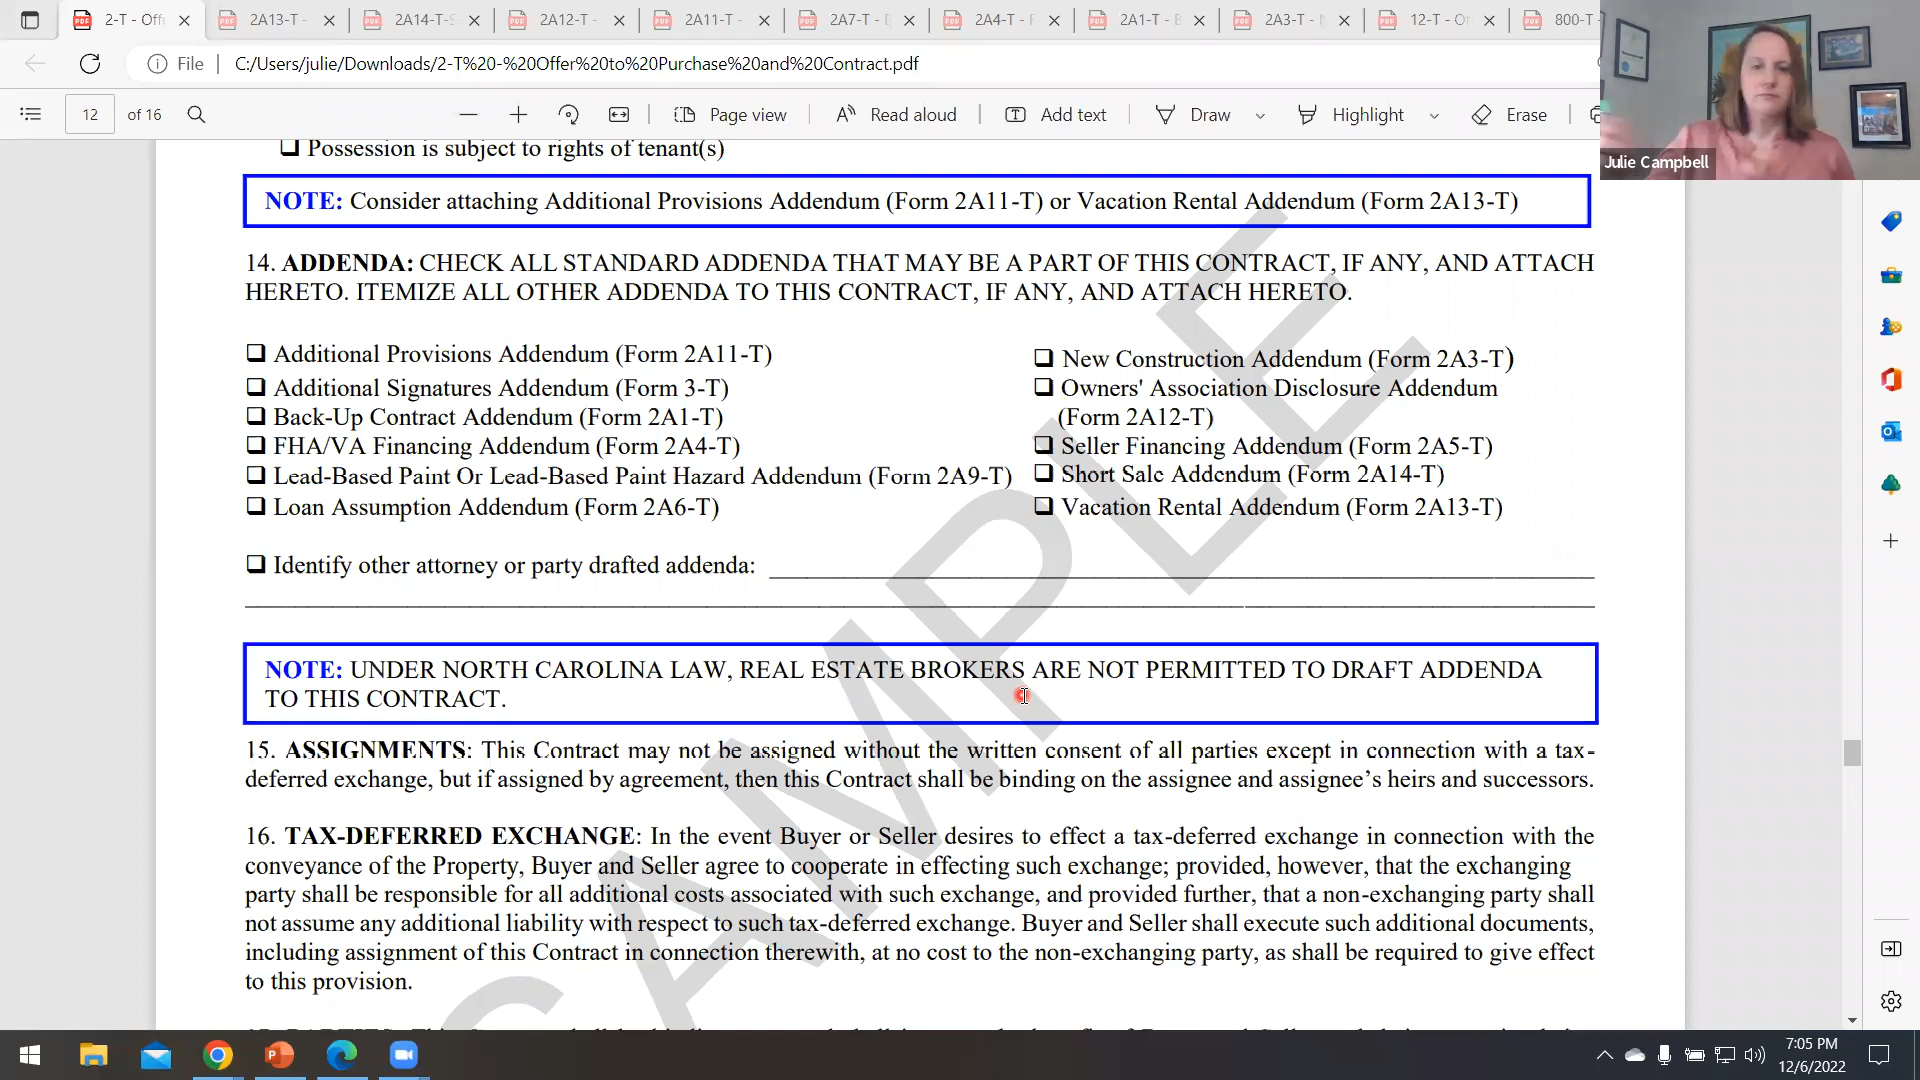 2-T - Off
2A13-T -
2A14-T-S
2A12-T -
2A11-T -
2A7-T - B
2A4-T - F
2A1-T - B
2A3-T -
12-T - O
800-T -
File
C:/Users/julie/Downloads/2-T%20-%20Offer%20to%20Purchase%20and%20Contract.pdf
12 of 16
Page view
Read aloud
Add text
Draw
Highlight
Erase
Julie Campbell
❑ Possession is subject to rights of tenant(s)
NOTE: Consider attaching Additional Provisions Addendum (Form 2A11-T) or Vacation Rental Addendum (Form 2A13-T)
14. ADDENDA: CHECK ALL STANDARD ADDENDA THAT MAY BE A PART OF THIS CONTRACT, IF ANY, AND ATTACH
HERETO. ITEMIZE ALL OTHER ADDENDA TO THIS CONTRACT, IF ANY, AND ATTACH HERETO.
❑ Additional Provisions Addendum (Form 2A11-T)
❑ Additional Signatures Addendum (Form 3-T)
❑ Back-Up Contract Addendum (Form 2A1-T)
❑ FHA/VA Financing Addendum (Form 2A4-T)
❑ Lead-Based Paint Or Lead-Based Paint Hazard Addendum (Form 2A9-T)
❑ Loan Assumption Addendum (Form 2A6-T)
❑ New Construction Addendum (Form 2A3-T)
❑ Owners' Association Disclosure Addendum
(Form 2A12-T)
❑ Seller Financing Addendum (Form 2A5-T)
❑ Short Sale Addendum (Form 2A14-T)
❑ Vacation Rental Addendum (Form 2A13-T)
❑ Identify other attorney or party drafted addenda:
NOTE: UNDER NORTH CAROLINA LAW, REAL ESTATE BROKERS ARE NOT PERMITTED TO DRAFT ADDENDA
TO THIS CONTRACT.
15. ASSIGNMENTS: This Contract may not be assigned without the written consent of all parties except in connection with a tax-
deferred exchange, but if assigned by agreement, then this Contract shall be binding on the assignee and assignee's heirs and successors.
16. TAX-DEFERRED EXCHANGE: In the event Buyer or Seller desires to effect a tax-deferred exchange in connection with the
conveyance of the Property, Buyer and Seller agree to cooperate in effecting such exchange; provided, however, that the exchanging
party shall be responsible for all additional costs associated with such exchange, and provided further, that a non-exchanging party shall
not assume any additional liability with respect to such tax-deferred exchange. Buyer and Seller shall execute such additional documents,
including assignment of this Contract in connection therewith, at no cost to the non-exchanging party, as shall be required to give effect
to this provision.
SAMPLE
7:05 PM
12/6/2022